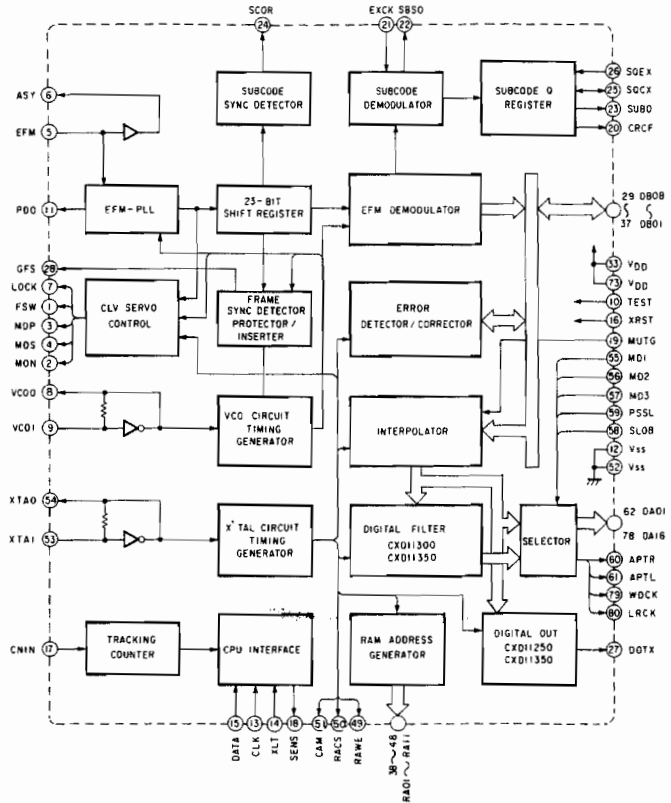 SCOR
24
EXCK SBSO
21 22
ASY 6
EFM 5
SUBCODE
SYNC DETECTOR
SUBCODE
DEMODULATOR
SUBCODE Q
REGISTER
26 SQEX
25 SQCX
23 SUBQ
20 CRCF
PDO 11
EFM-PLL
23-BIT
SHIFT REGISTER
EFM DEMODULATOR
29 DB08
37 DB01
GFS 28
LOCK 7
FSW 1
MDP 3
MDS 4
MON 2
CLV SERVO
CONTROL
FRAME
SYNC DETECTOR
PROTECTOR/
INSERTER
ERROR
DETECTOR/CORRECTOR
33 VDD
73 VDD
10 TEST
16 XRST
19 MUTG
55 MD1
56 MD2
57 MD3
59 PSSL
58 SLOB
12 Vss
52 Vss
VCOO 8
VCOI 9
VCO CIRCUIT
TIMING
GENERATOR
INTERPOLATOR
XTAO 54
XTAI 53
X'TAL CIRCUIT
TIMING
GENERATOR
DIGITAL FILTER
CXD1130Q
CXD1135Q
SELECTOR
62 DA01
78 DA16
60 APTR
61 APTL
79 WDCK
80 LRCK
CNIN 17
TRACKING
COUNTER
CPU INTERFACE
RAM ADDRESS
GENERATOR
DIGITAL OUT
CXD1125Q
CXD1135Q
27 DOTX
15 13 14 18 51 50 49
DATA CLK XLT SENS CAM RACS RAWE
38～48
RA01～RA11